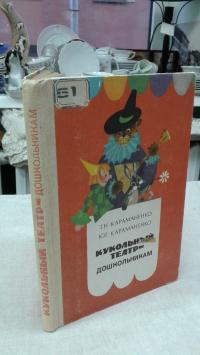 КУКОЛЬНЫЙ ТЕАТР— ДОШКОЛЬНИКАМ
51
Т.Н. КАРАМАНЕНКО
Ю.Г. КАРАМАНЕНКО
КУКОЛЬНЫЙ
ТЕАТР—
ДОШКОЛЬНИКАМ